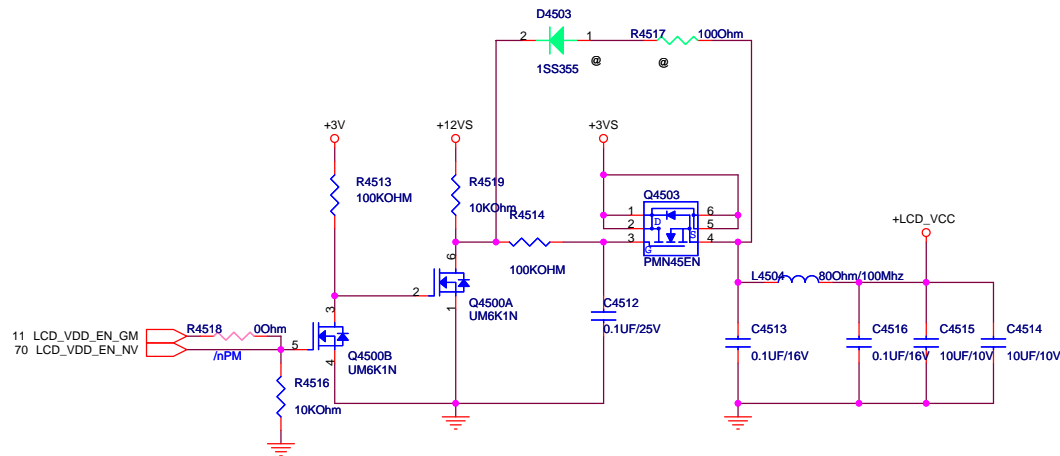 D4503
2
1
1SS355
@
R4517
100Ohm
@
+3V
+12VS
+3VS
R4513
100KOHM
R4519
10KOhm
R4514
100KOHM
Q4503
1
2
3
6
5
4
D
S
G
PMN45EN
+LCD_VCC
6
2
1
Q4500A
UM6K1N
C4512
0.1UF/25V
L4504
80Ohm/100Mhz
11 LCD_VDD_EN_GM
70 LCD_VDD_EN_NV
R4518
0Ohm
/nPM
3
5
4
Q4500B
UM6K1N
C4513
0.1UF/16V
C4516
0.1UF/16V
C4515
10UF/10V
C4514
10UF/10V
R4516
10KOhm